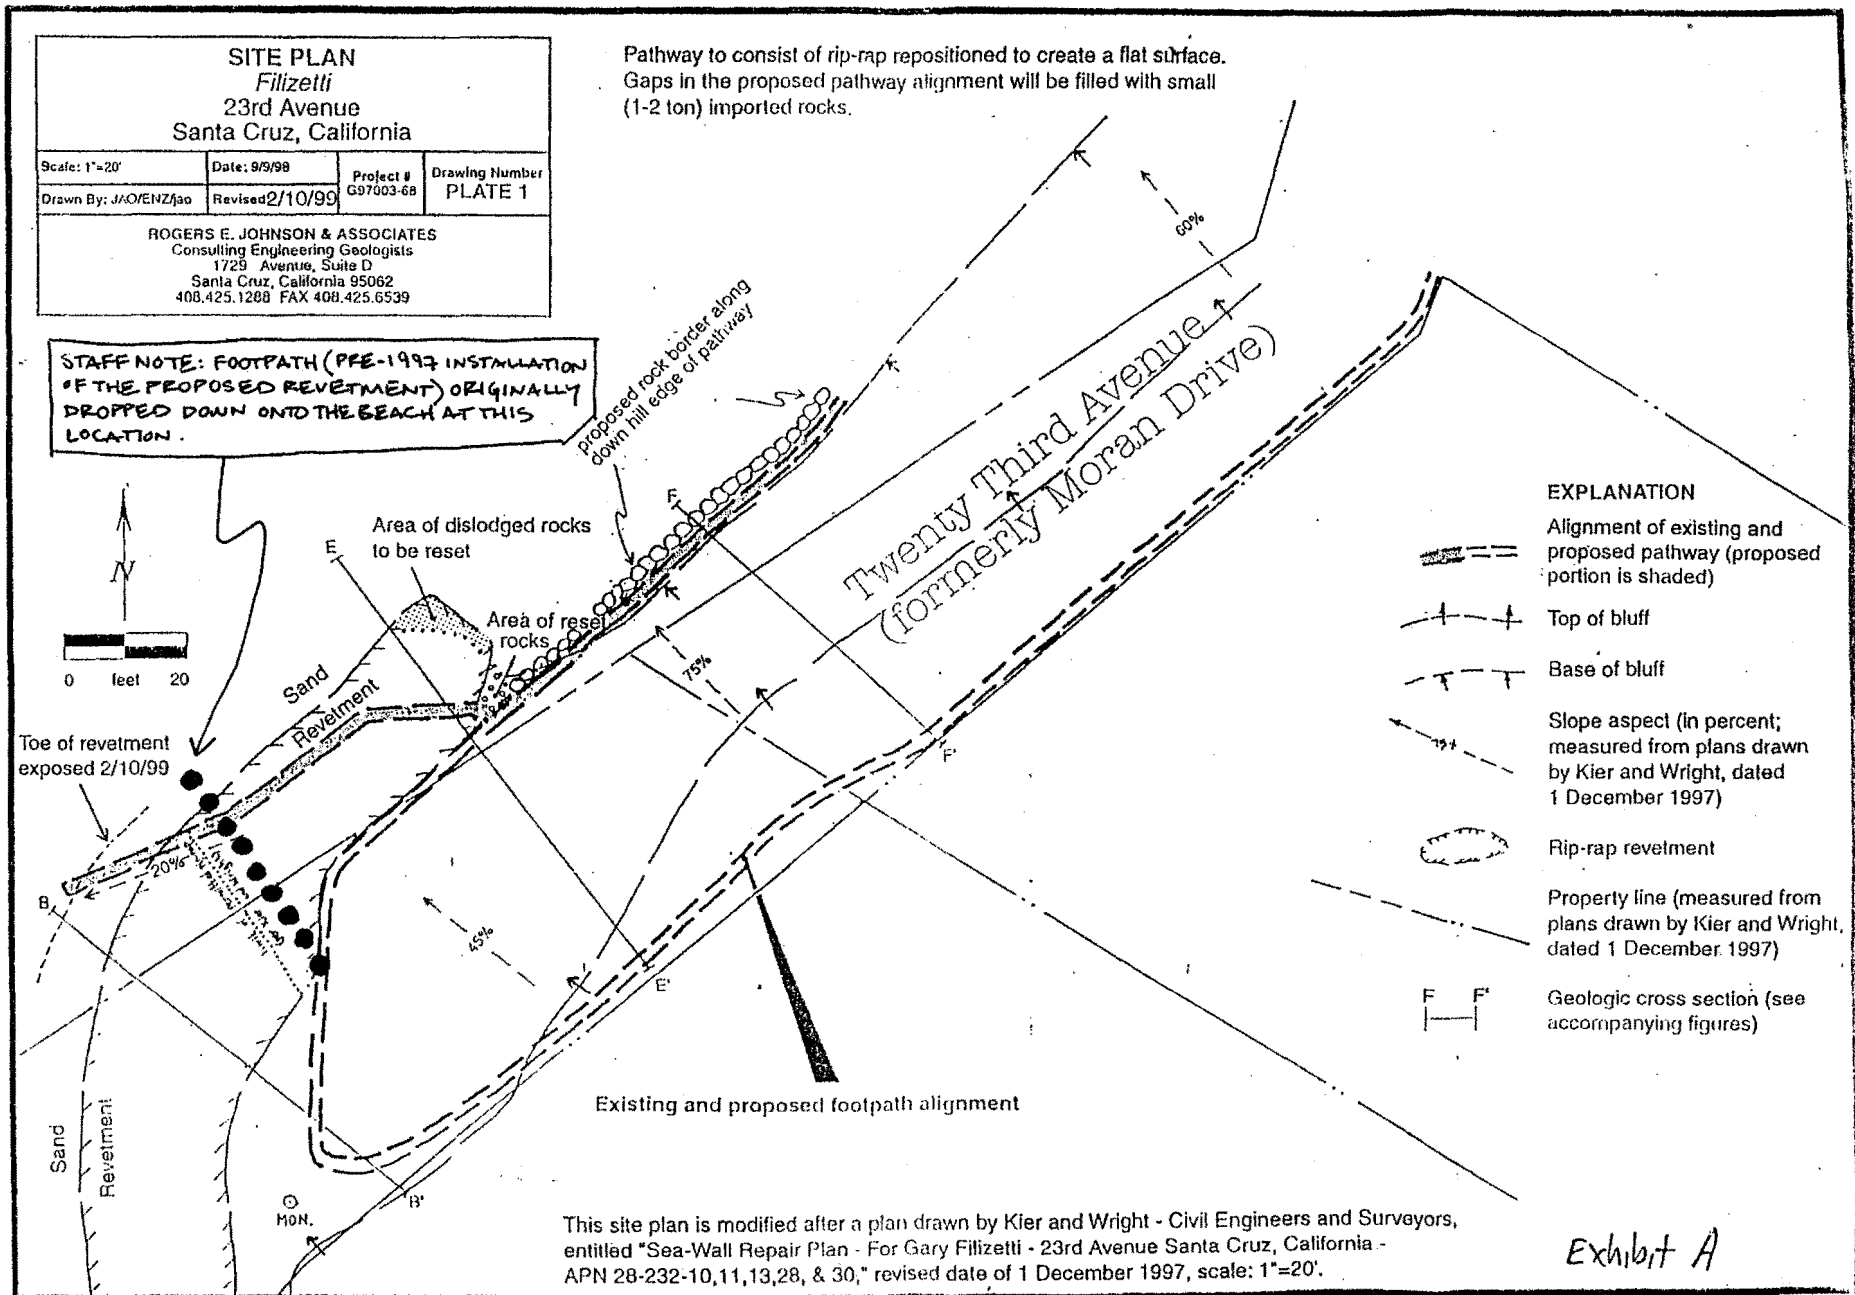 SITE PLAN
Filizetti
23rd Avenue
Santa Cruz, California
Scale: 1"=20'
Date: 9/9/98
Project #
G97003-68
Drawing Number
PLATE 1
Drawn By: JAO/ENZ/jao
Revised 2/10/99
ROGERS E. JOHNSON & ASSOCIATES
Consulting Engineering Geologists
1729 Avenue, Suite D
Santa Cruz, California 95062
408.425.1288 FAX 408.425.6539
Pathway to consist of rip-rap repositioned to create a flat surface.
Gaps in the proposed pathway alignment will be filled with small
(1-2 ton) imported rocks.
STAFF NOTE: FOOTPATH (PRE-1997 INSTALLATION
OF THE PROPOSED REVETMENT) ORIGINALLY
DROPPED DOWN ONTO THE BEACH AT THIS
LOCATION.
proposed rock border along
down hill edge of pathway
60%
Twenty Third Avenue
(formerly Moran Drive)
N
0 feet 20
Area of dislodged rocks
to be reset
Area of reset
rocks
E
F
Sand
Revetment
75%
Toe of revetment
exposed 2/10/99
20%
B
45%
E'
F'
B'
Sand
Revetment
MON.
Existing and proposed footpath alignment
EXPLANATION
Alignment of existing and
proposed pathway (proposed
portion is shaded)
Top of bluff
Base of bluff
Slope aspect (in percent;
measured from plans drawn
by Kier and Wright, dated
1 December 1997)
Rip-rap revetment
Property line (measured from
plans drawn by Kier and Wright,
dated 1 December 1997)
F F'
Geologic cross section (see
accompanying figures)
This site plan is modified after a plan drawn by Kier and Wright - Civil Engineers and Surveyors,
entitled "Sea-Wall Repair Plan - For Gary Filizetti - 23rd Avenue Santa Cruz, California -
APN 28-232-10,11,13,28, & 30," revised date of 1 December 1997, scale: 1"=20'.
Exhibit A